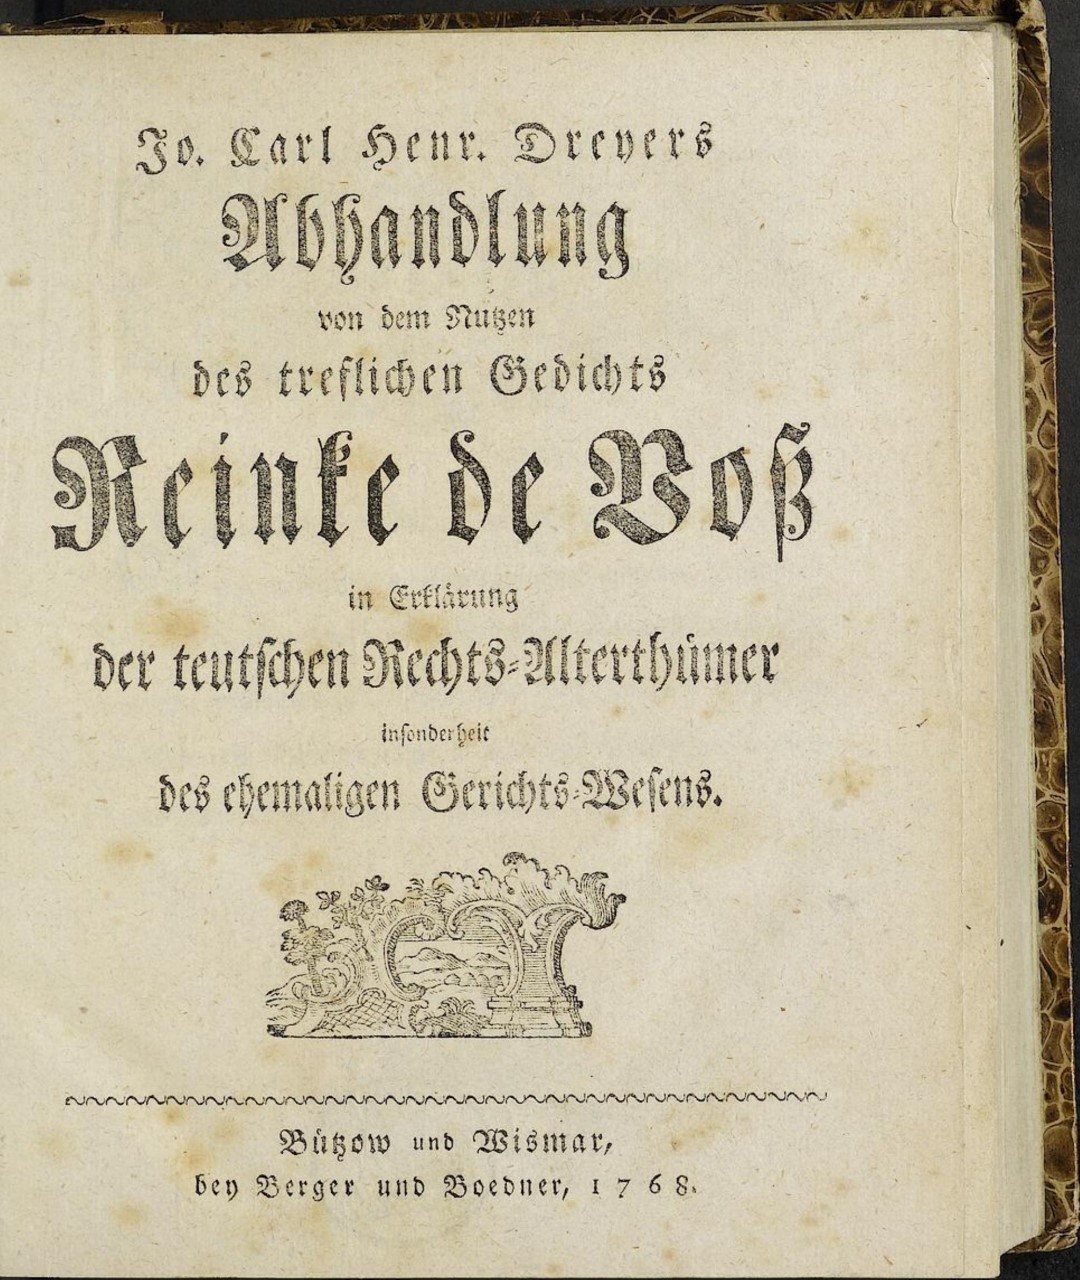 Jo. Carl Henr. Dreyers
Abhandlung
von dem Nutzen
des treflichen Gedichts
Reinke de Voß
in Erklärung
der teutschen Rechts-Alterthümer
insonderheit
des ehemaligen Gerichts-Wesens.
Bützow und Wismar,
bey Berger und Boedner, 1768.